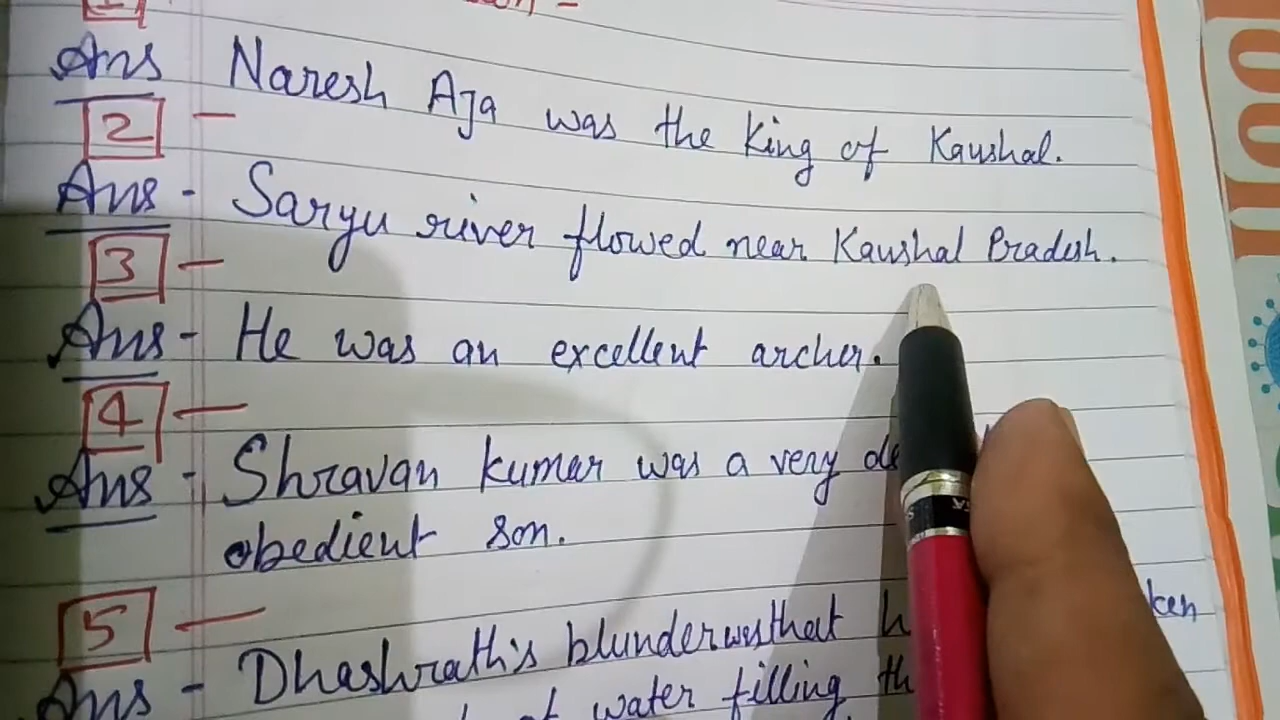 Ans Naresh Aja was the King of Kaushal.
2 -
Ans - Saryu river flowed near Kaushal Pradesh.
3 -
Ans - He was an excellent archer.
4 -
Ans - Shravan kumar was a very
obedient son.
5 -
Ans - Dhashrath's blunder was that
of water filling